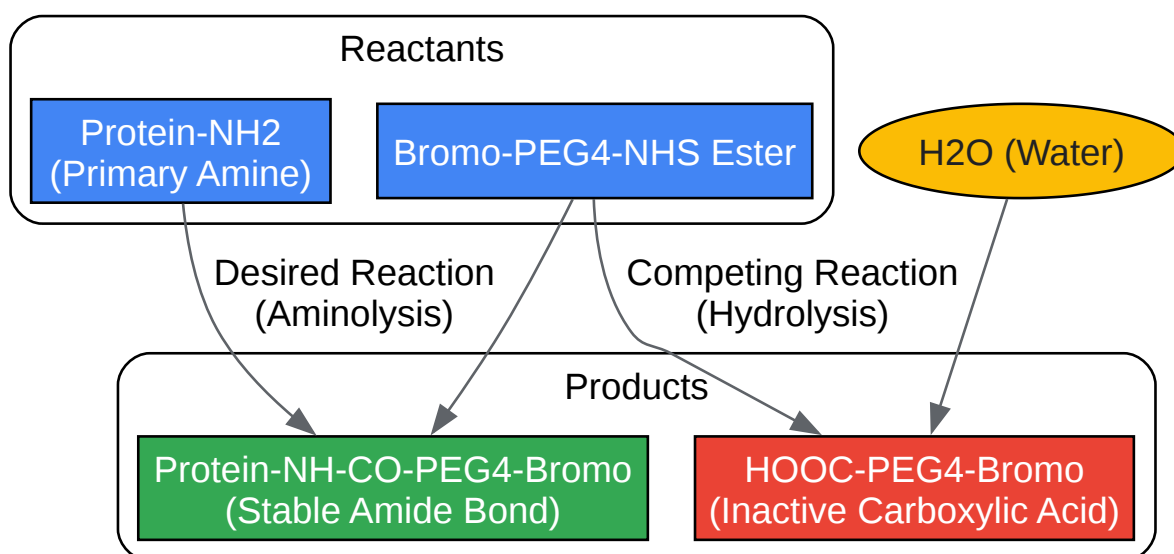 Reactants
Protein-NH2
(Primary Amine)
Bromo-PEG4-NHS Ester
H2O (Water)
Desired Reaction
(Aminolysis)
Competing Reaction
(Hydrolysis)
Products
Protein-NH-CO-PEG4-Bromo
(Stable Amide Bond)
HOOC-PEG4-Bromo
(Inactive Carboxylic Acid)